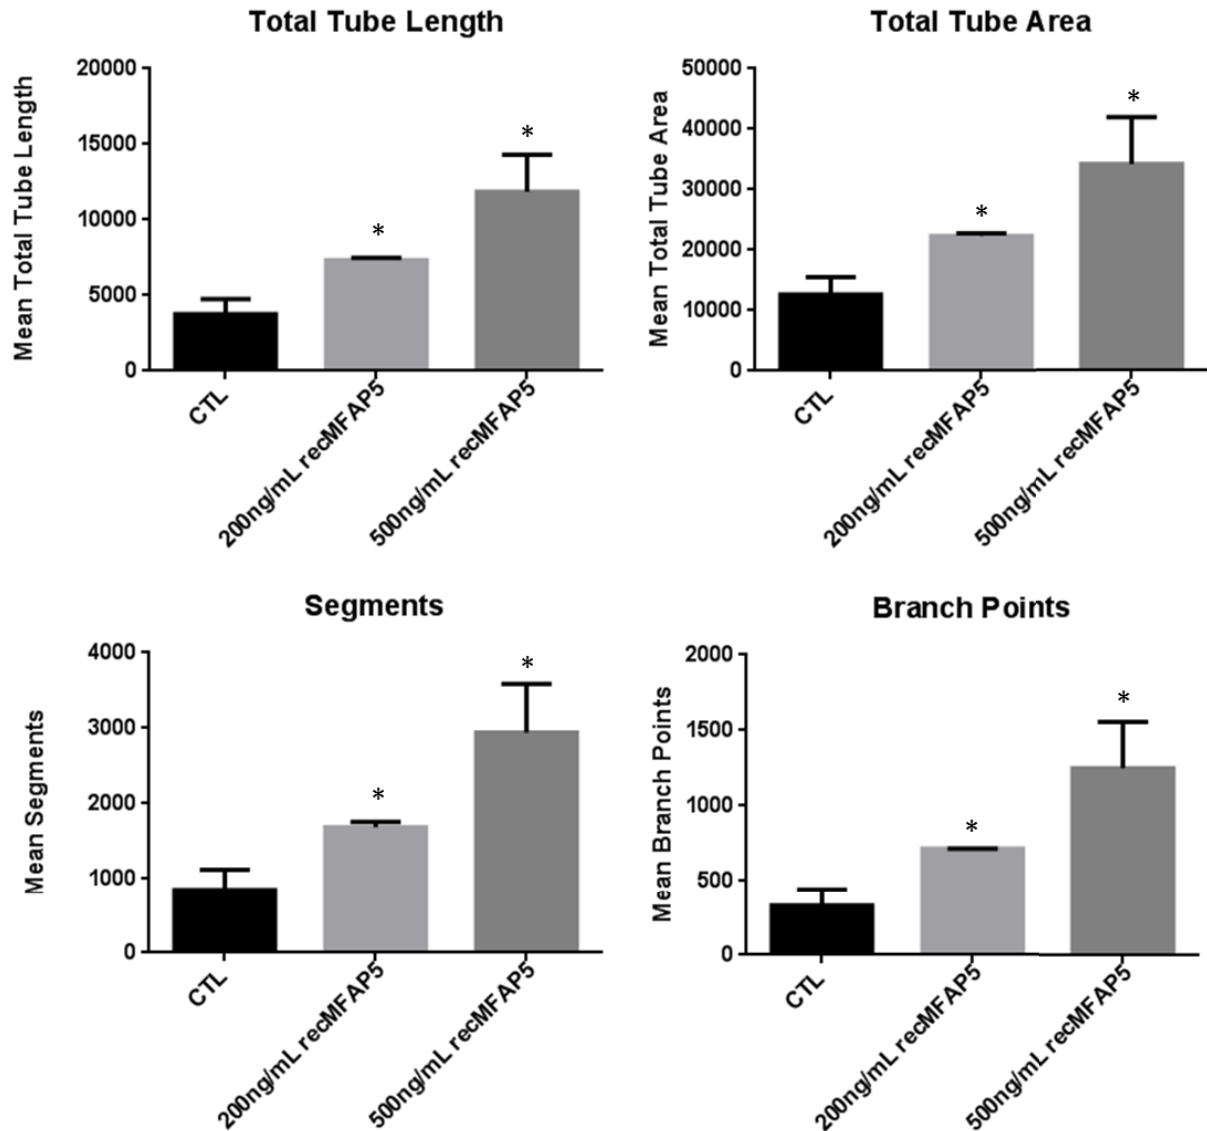 Total Tube Length
Mean Total Tube Length
20000
15000
10000
5000
0
*
*
CTL
200ng/mL recMFAP5
500ng/mL recMFAP5
Total Tube Area
Mean Total Tube Area
50000
40000
30000
20000
10000
0
*
*
CTL
200ng/mL recMFAP5
500ng/mL recMFAP5
Segments
Mean Segments
4000
3000
2000
1000
0
*
*
CTL
200ng/mL recMFAP5
500ng/mL recMFAP5
Branch Points
Mean Branch Points
2000
1500
1000
500
0
*
*
CTL
200ng/mL recMFAP5
500ng/mL recMFAP5